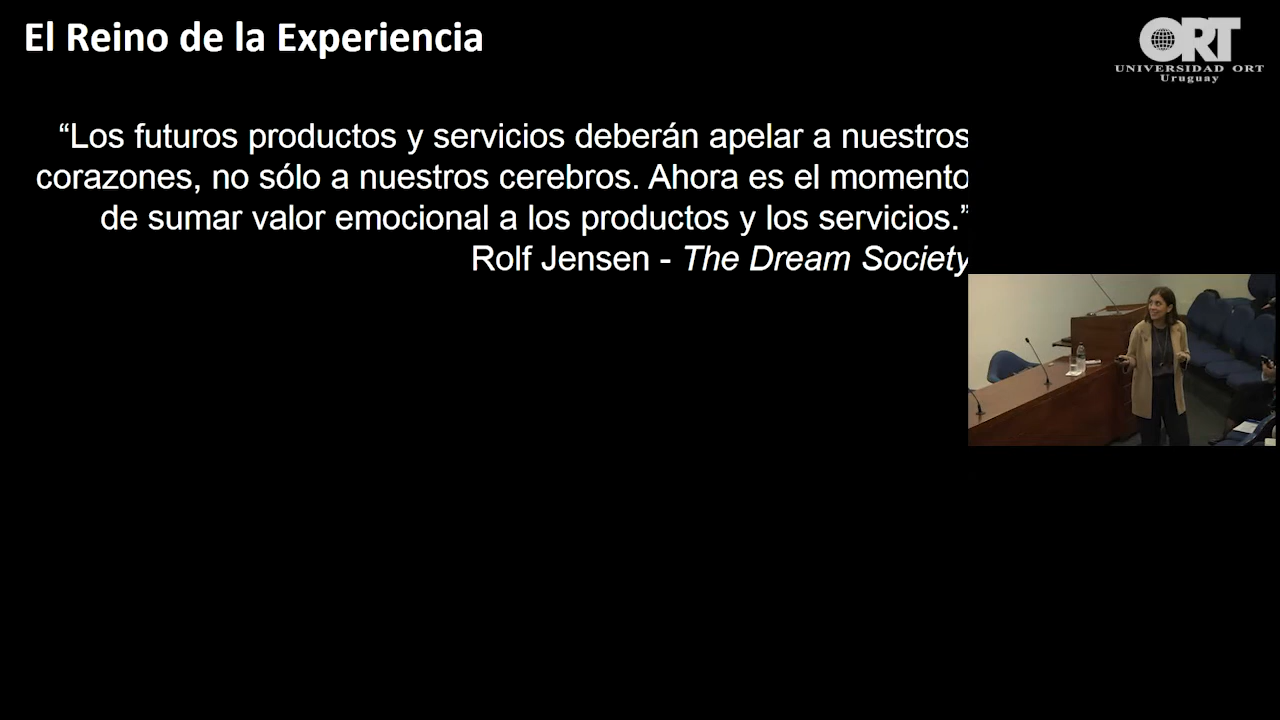 El Reino de la Experiencia
ORT
UNIVERSIDAD ORT
Uruguay
“Los futuros productos y servicios deberán apelar a nuestros
corazones, no sólo a nuestros cerebros. Ahora es el momento
de sumar valor emocional a los productos y los servicios.”
Rolf Jensen - The Dream Society